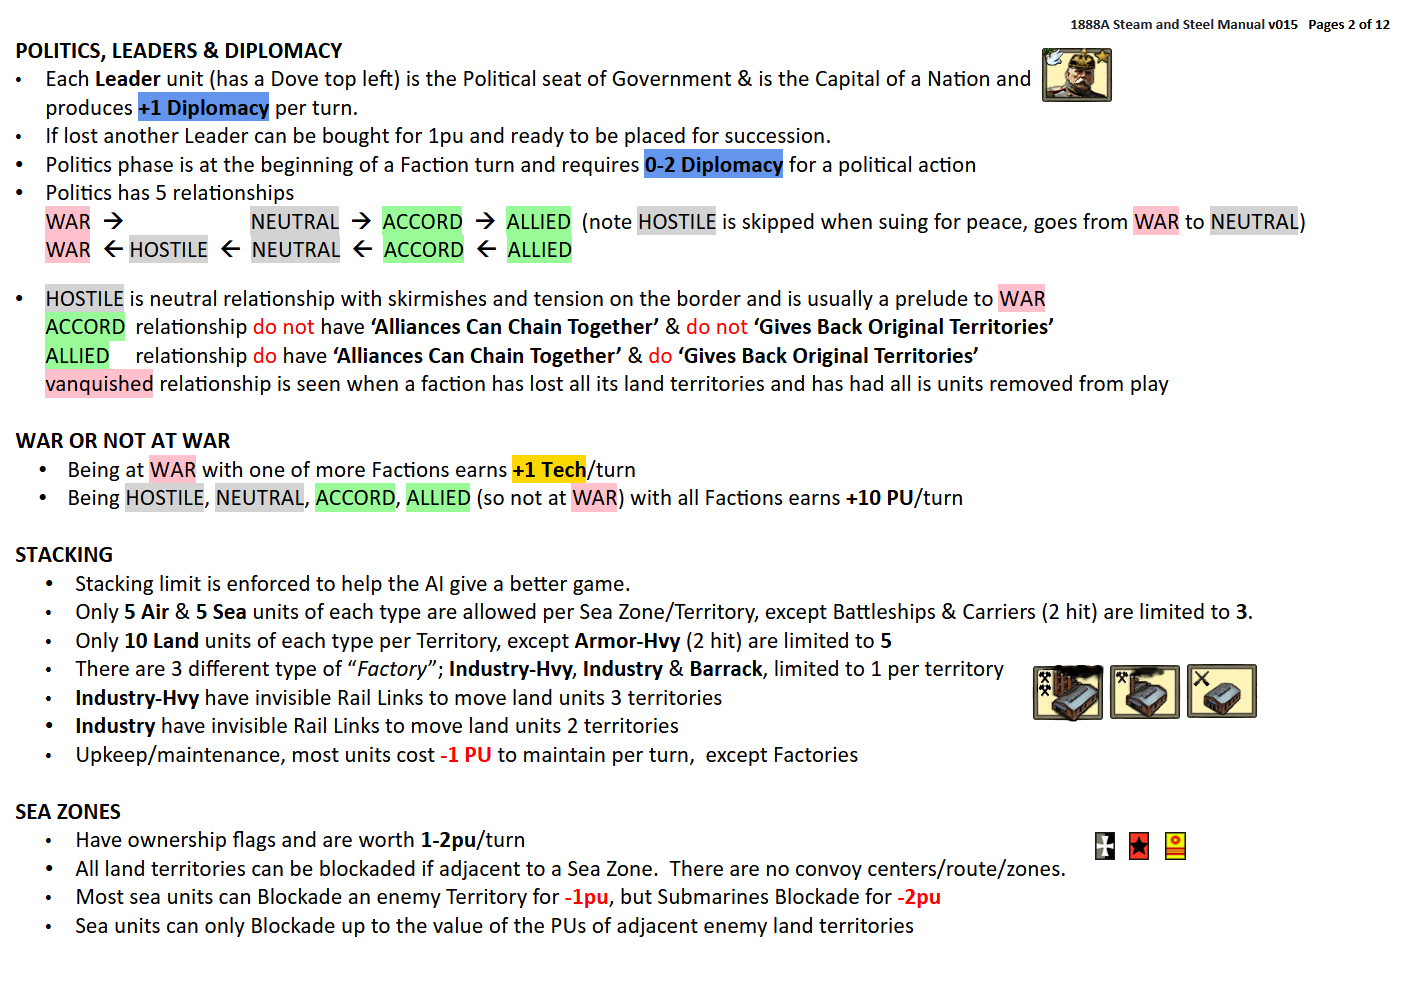 1888A Steam and Steel Manual v015 Pages 2 of 12
POLITICS, LEADERS & DIPLOMACY
• Each Leader unit (has a Dove top left) is the Political seat of Government & is the Capital of a Nation and
produces +1 Diplomacy per turn.
• If lost another Leader can be bought for 1pu and ready to be placed for succession.
• Politics phase is at the beginning of a Faction turn and requires 0-2 Diplomacy for a political action
• Politics has 5 relationships
WAR → NEUTRAL → ACCORD → ALLIED (note HOSTILE is skipped when suing for peace, goes from WAR to NEUTRAL)
WAR ← HOSTILE ← NEUTRAL ← ACCORD ← ALLIED
• HOSTILE is neutral relationship with skirmishes and tension on the border and is usually a prelude to WAR
ACCORD relationship do not have ‘Alliances Can Chain Together’ & do not ‘Gives Back Original Territories’
ALLIED relationship do have ‘Alliances Can Chain Together’ & do ‘Gives Back Original Territories’
vanquished relationship is seen when a faction has lost all its land territories and has had all is units removed from play
WAR OR NOT AT WAR
• Being at WAR with one of more Factions earns +1 Tech/turn
• Being HOSTILE, NEUTRAL, ACCORD, ALLIED (so not at WAR) with all Factions earns +10 PU/turn
STACKING
• Stacking limit is enforced to help the AI give a better game.
• Only 5 Air & 5 Sea units of each type are allowed per Sea Zone/Territory, except Battleships & Carriers (2 hit) are limited to 3.
• Only 10 Land units of each type per Territory, except Armor-Hvy (2 hit) are limited to 5
• There are 3 different type of “Factory”; Industry-Hvy, Industry & Barrack, limited to 1 per territory
• Industry-Hvy have invisible Rail Links to move land units 3 territories
• Industry have invisible Rail Links to move land units 2 territories
• Upkeep/maintenance, most units cost -1 PU to maintain per turn, except Factories
SEA ZONES
• Have ownership flags and are worth 1-2pu/turn
• All land territories can be blockaded if adjacent to a Sea Zone. There are no convoy centers/route/zones.
• Most sea units can Blockade an enemy Territory for -1pu, but Submarines Blockade for -2pu
• Sea units can only Blockade up to the value of the PUs of adjacent enemy land territories